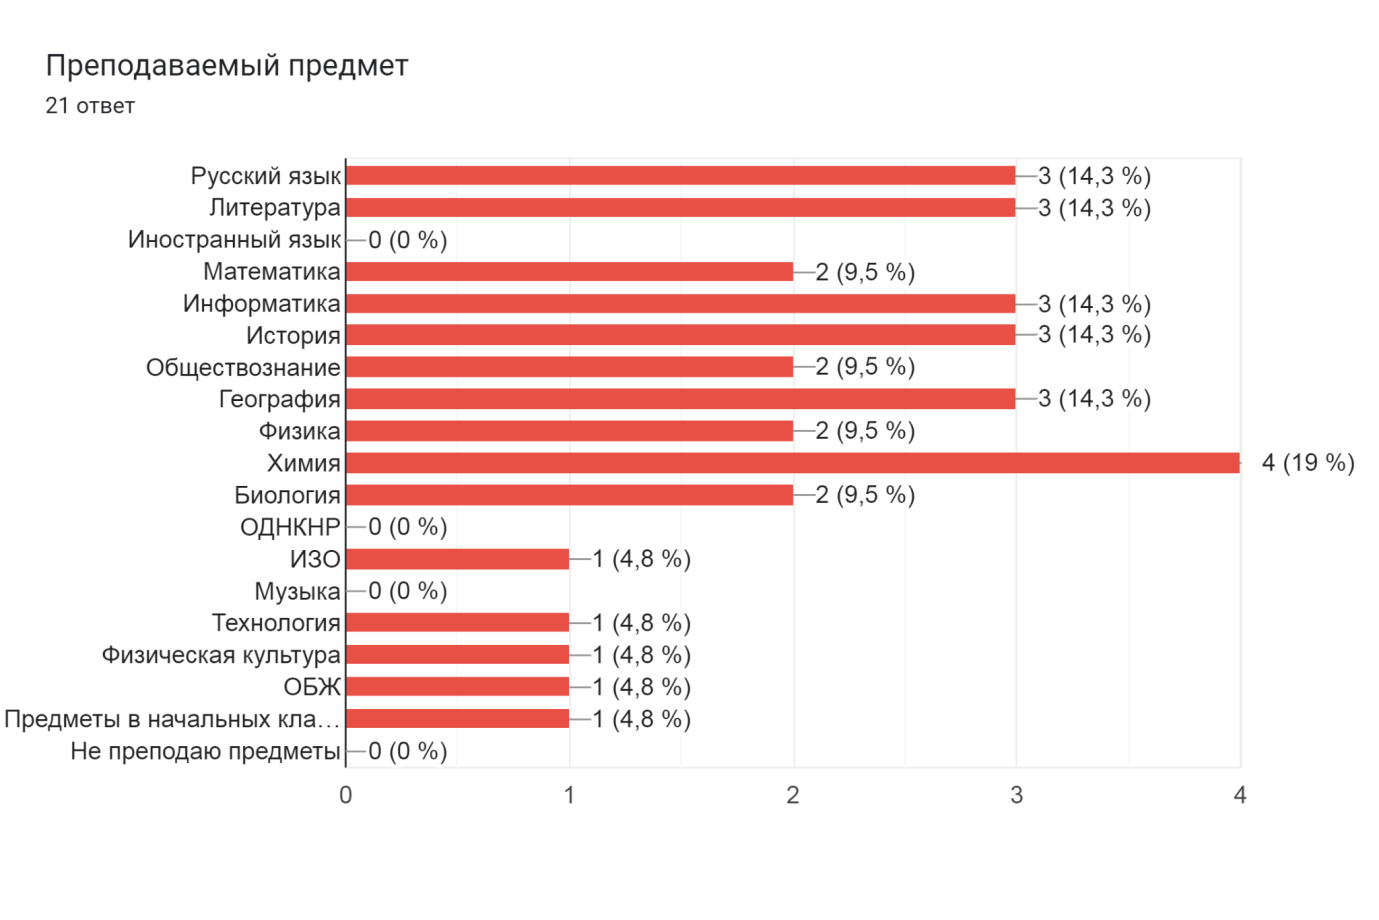 Преподаваемый предмет
21 ответ
Русский язык 3 (14,3 %)
Литература 3 (14,3 %)
Иностранный язык 0 (0 %)
Математика 2 (9,5 %)
Информатика 3 (14,3 %)
История 3 (14,3 %)
Обществознание 2 (9,5 %)
География 3 (14,3 %)
Физика 2 (9,5 %)
Химия 4 (19 %)
Биология 2 (9,5 %)
ОДНКНР 0 (0 %)
ИЗО 1 (4,8 %)
Музыка 0 (0 %)
Технология 1 (4,8 %)
Физическая культура 1 (4,8 %)
ОБЖ 1 (4,8 %)
Предметы в начальных кла… 1 (4,8 %)
Не преподаю предметы 0 (0 %)
0 1 2 3 4